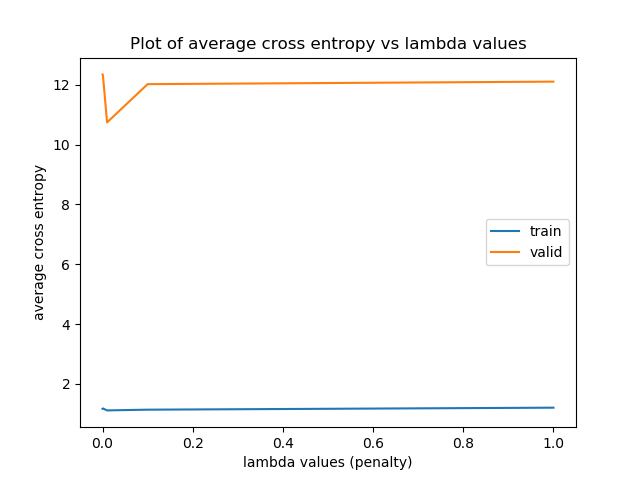 Plot of average cross entropy vs lambda values
12
10
8
6
4
2
average cross entropy
train
valid
0.0 0.2 0.4 0.6 0.8 1.0
lambda values (penalty)